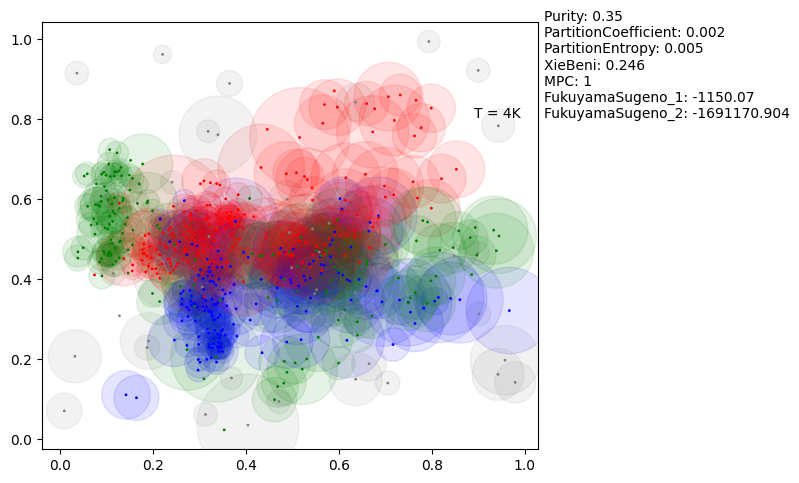 Purity: 0.35
PartitionCoefficient: 0.002
PartitionEntropy: 0.005
XieBeni: 0.246
MPC: 1
FukuyamaSugeno_1: -1150.07
FukuyamaSugeno_2: -1691170.904
T = 4K
1.0
0.8
0.6
0.4
0.2
0.0
0.0 0.2 0.4 0.6 0.8 1.0